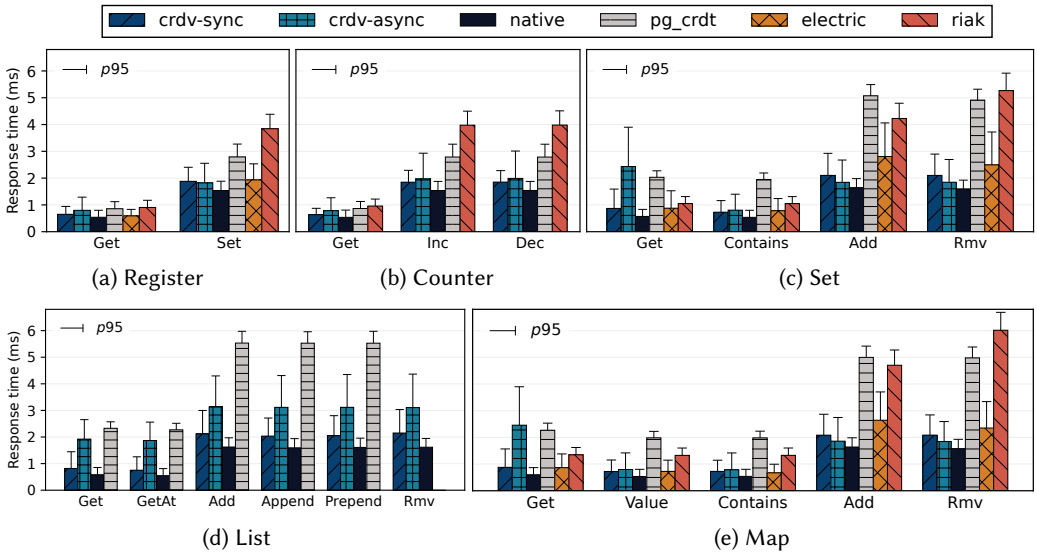 crdv-sync crdv-async native pg_crdt electric riak
Response time (ms)
6
5
4
3
2
1
0
p95
Get Set
(a) Register
p95
Get Inc Dec
(b) Counter
p95
Get Contains Add Rmv
(c) Set
Response time (ms)
6
5
4
3
2
1
0
p95
Get GetAt Add Append Prepend Rmv
(d) List
p95
Get Value Contains Add Rmv
(e) Map